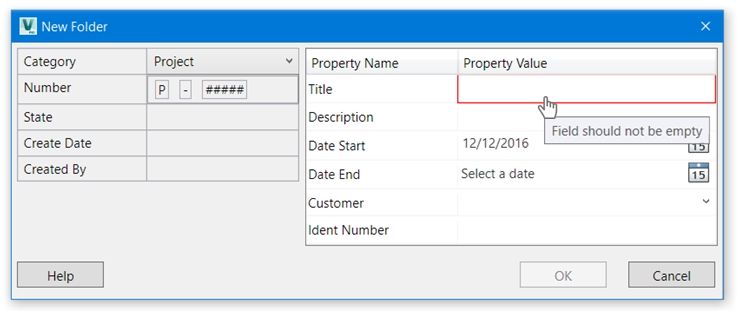 New Folder
Category Project
Number P - #####
State
Create Date
Created By
Property Name Property Value
Title
Description
Field should not be empty
Date Start 12/12/2016 15
Date End Select a date 15
Customer
Ident Number
Help OK Cancel